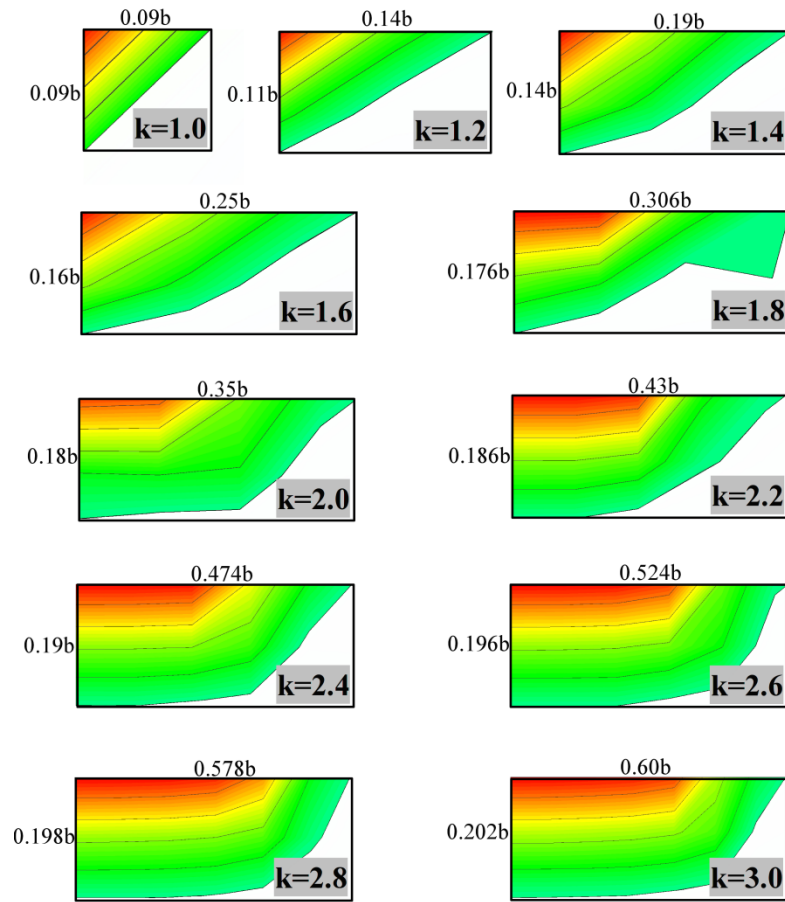 0.09b
0.09b
k=1.0
0.14b
0.11b
k=1.2
0.19b
0.14b
k=1.4
0.25b
0.16b
k=1.6
0.306b
0.176b
k=1.8
0.35b
0.18b
k=2.0
0.43b
0.186b
k=2.2
0.474b
0.19b
k=2.4
0.524b
0.196b
k=2.6
0.578b
0.198b
k=2.8
0.60b
0.202b
k=3.0